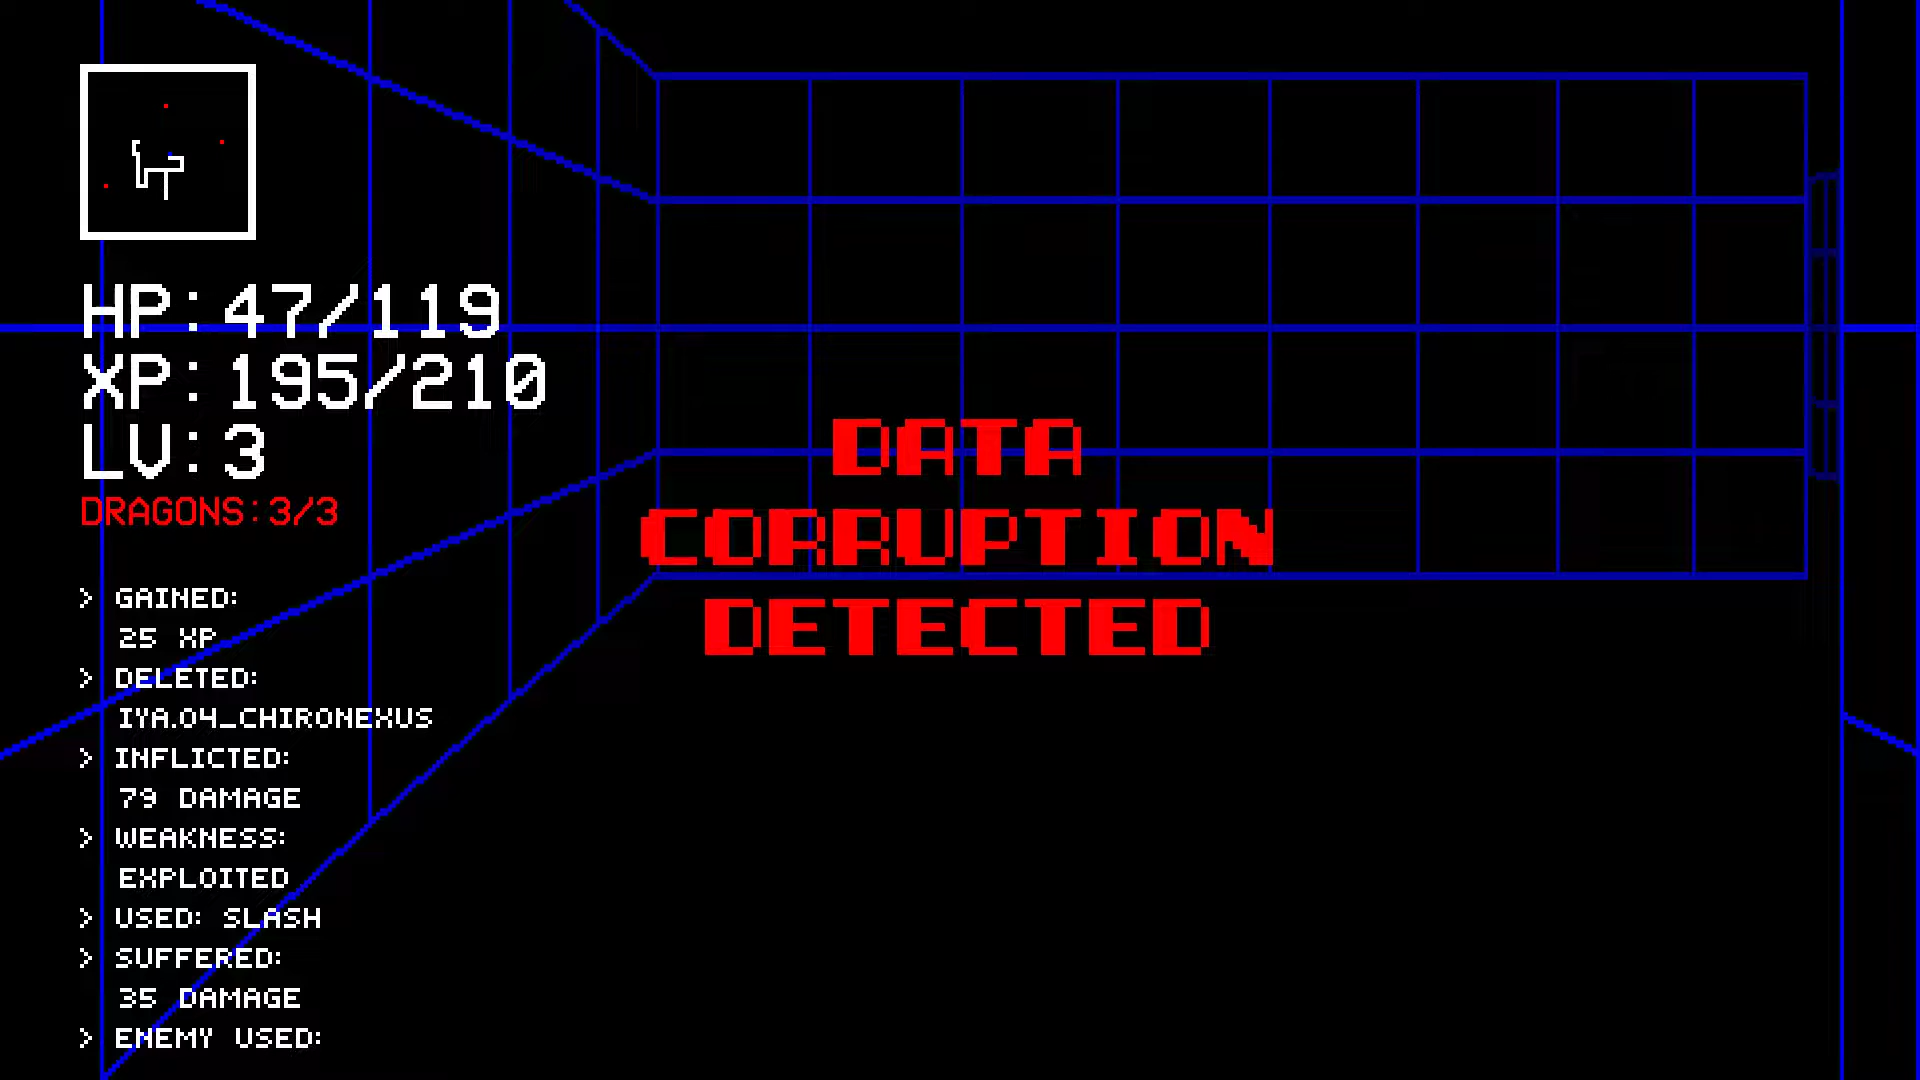 HP:47/119
XP:195/210
LV:3
DRAGONS:3/3
DATA
CORRUPTION
DETECTED
> GAINED:
25 XP
> DELETED:
IYA.04_CHIRONEXUS
> INFLICTED:
79 DAMAGE
> WEAKNESS:
EXPLOITED
> USED: SLASH
> SUFFERED:
35 DAMAGE
> ENEMY USED: